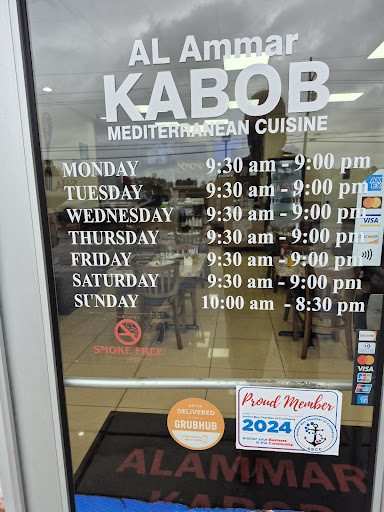 AL Ammar
KABOB
MEDITERRANEAN CUISINE
MONDAY 9:30 am - 9:00 pm
TUESDAY 9:30 am - 9:00 pm
WEDNESDAY 9:30 am - 9:00 pm
THURSDAY 9:30 am - 9:00 pm
FRIDAY 9:30 am - 9:00 pm
SATURDAY 9:30 am - 9:00 pm
SUNDAY 10:00 am - 8:30 pm
VISA
SMOKE FREE
DELIVERED
GRUBHUB
Proud Member
2024
VISA
ALAMMAR
KABOB